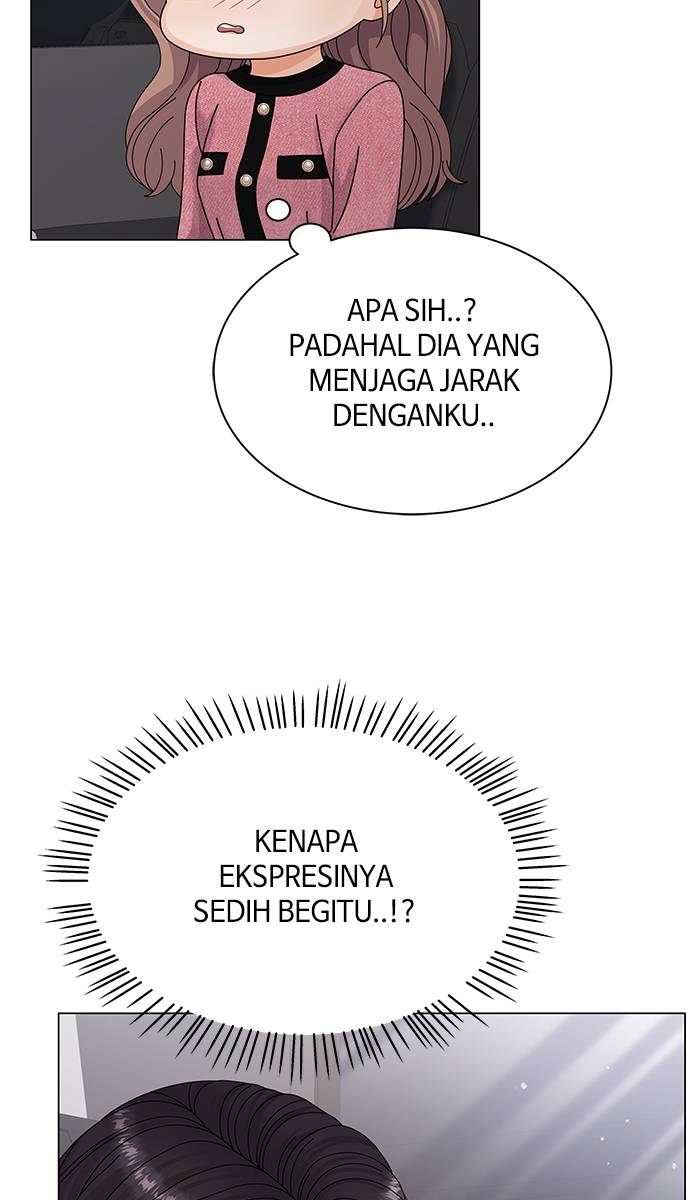 APA SIH..?
PADAHAL DIA YANG
MENJAGA JARAK
DENGANKU..
KENAPA
EKSPRESINYA
SEDIH BEGITU..!?